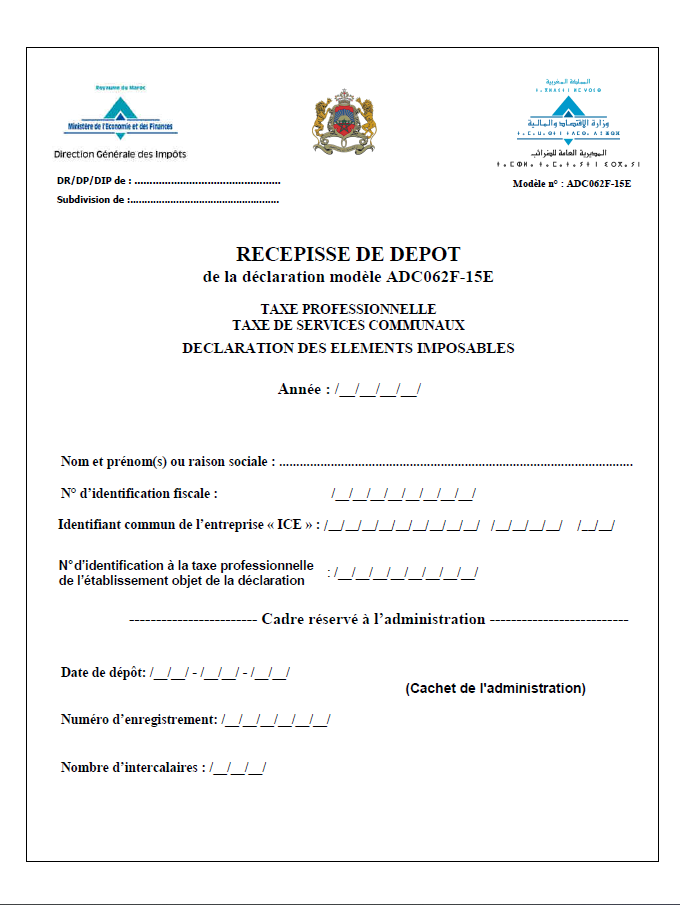 Royaume du Maroc
Ministère de l'Economie et des Finances
Direction Générale des Impôts
DR/DP/DIP de : ................................................
Subdivision de :....................................................
المملكة المغربية
وزارة الاقتصاد والمالية
المديرية العامة للضرائب
Modèle n° : ADC062F-15E
RECEPISSE DE DEPOT
de la déclaration modèle ADC062F-15E
TAXE PROFESSIONNELLE
TAXE DE SERVICES COMMUNAUX
DECLARATION DES ELEMENTS IMPOSABLES
Année : /__/__/__/__/
Nom et prénom(s) ou raison sociale : .......................................................................................................
N° d’identification fiscale : /__/__/__/__/__/__/__/__/
Identifiant commun de l’entreprise « ICE » : /__/__/__/__/__/__/__/__/__/ /__/__/__/__/ /__/__/
N°d’identification à la taxe professionnelle
de l’établissement objet de la déclaration : /__/__/__/__/__/__/__/__/
------------------------ Cadre réservé à l’administration --------------------------
Date de dépôt: /__/__/ - /__/__/ - /__/__/
(Cachet de l'administration)
Numéro d’enregistrement: /__/__/__/__/__/__/
Nombre d’intercalaires : /__/__/__/